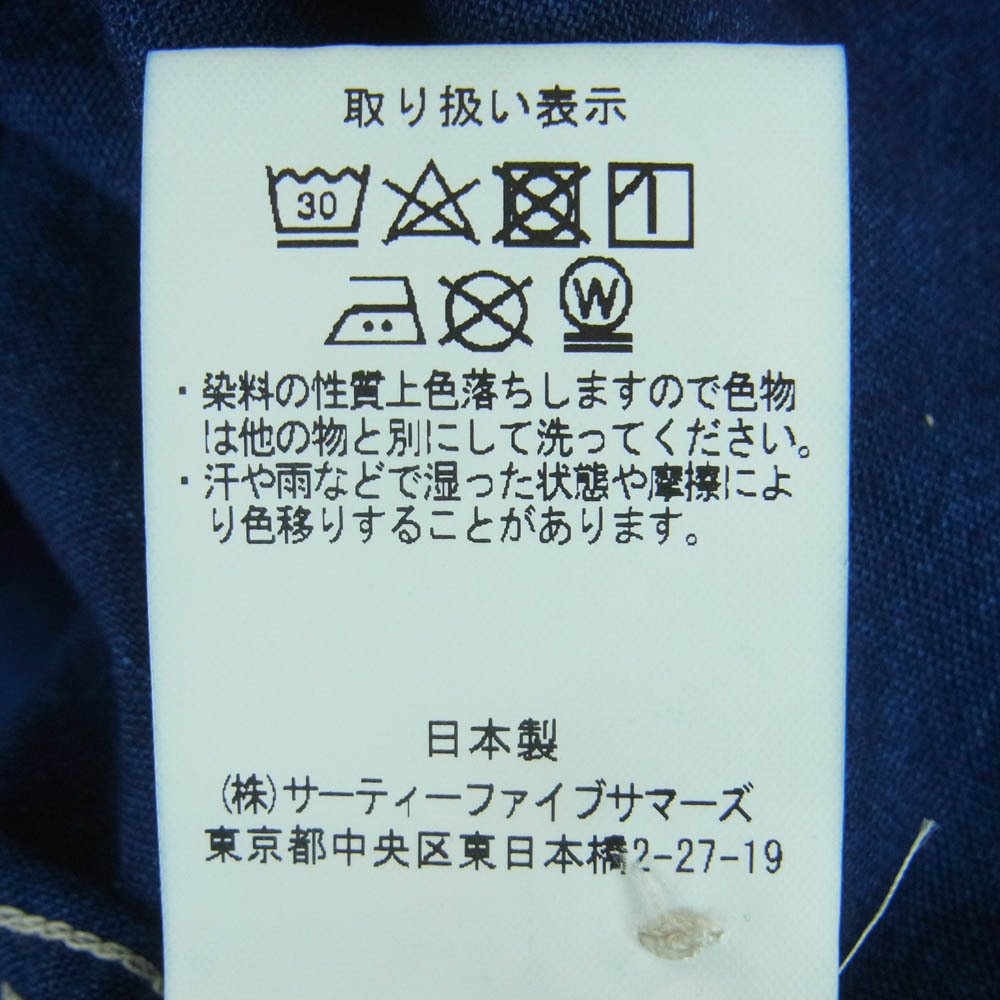 取り扱い表示
30
W
・染料の性質上色落ちしますので色物
は他の物と別にして洗ってください。
・汗や雨などで湿った状態や摩擦によ
り色移りすることがあります。
日本製
(株)サーティーファイブサマーズ
東京都中央区東日本橋2-27-19